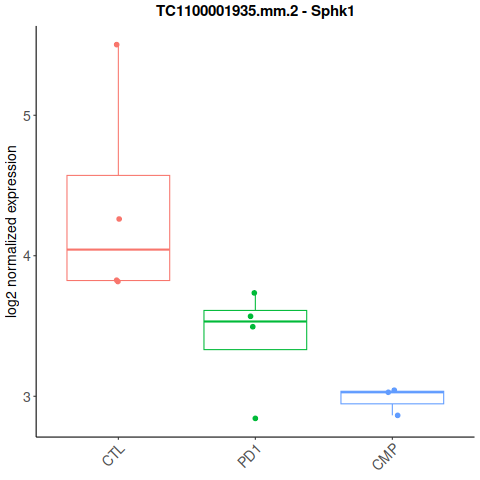 TC1100001935.mm.2 - Sphk1
log2 normalized expression
5
4
3
CTL
PD1
CMP